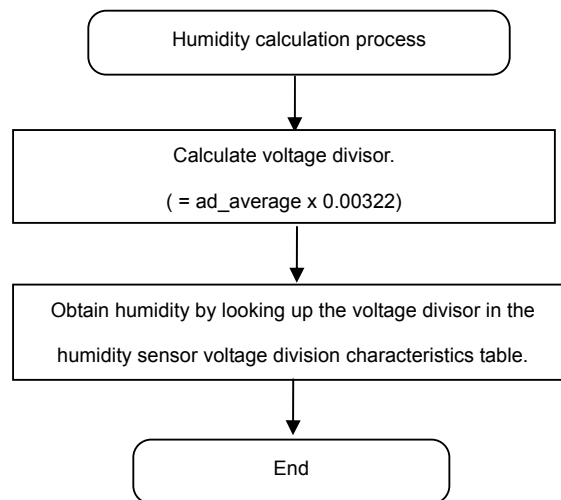 Humidity calculation process
Calculate voltage divisor.
( = ad_average x 0.00322)
Obtain humidity by looking up the voltage divisor in the
humidity sensor voltage division characteristics table.
End